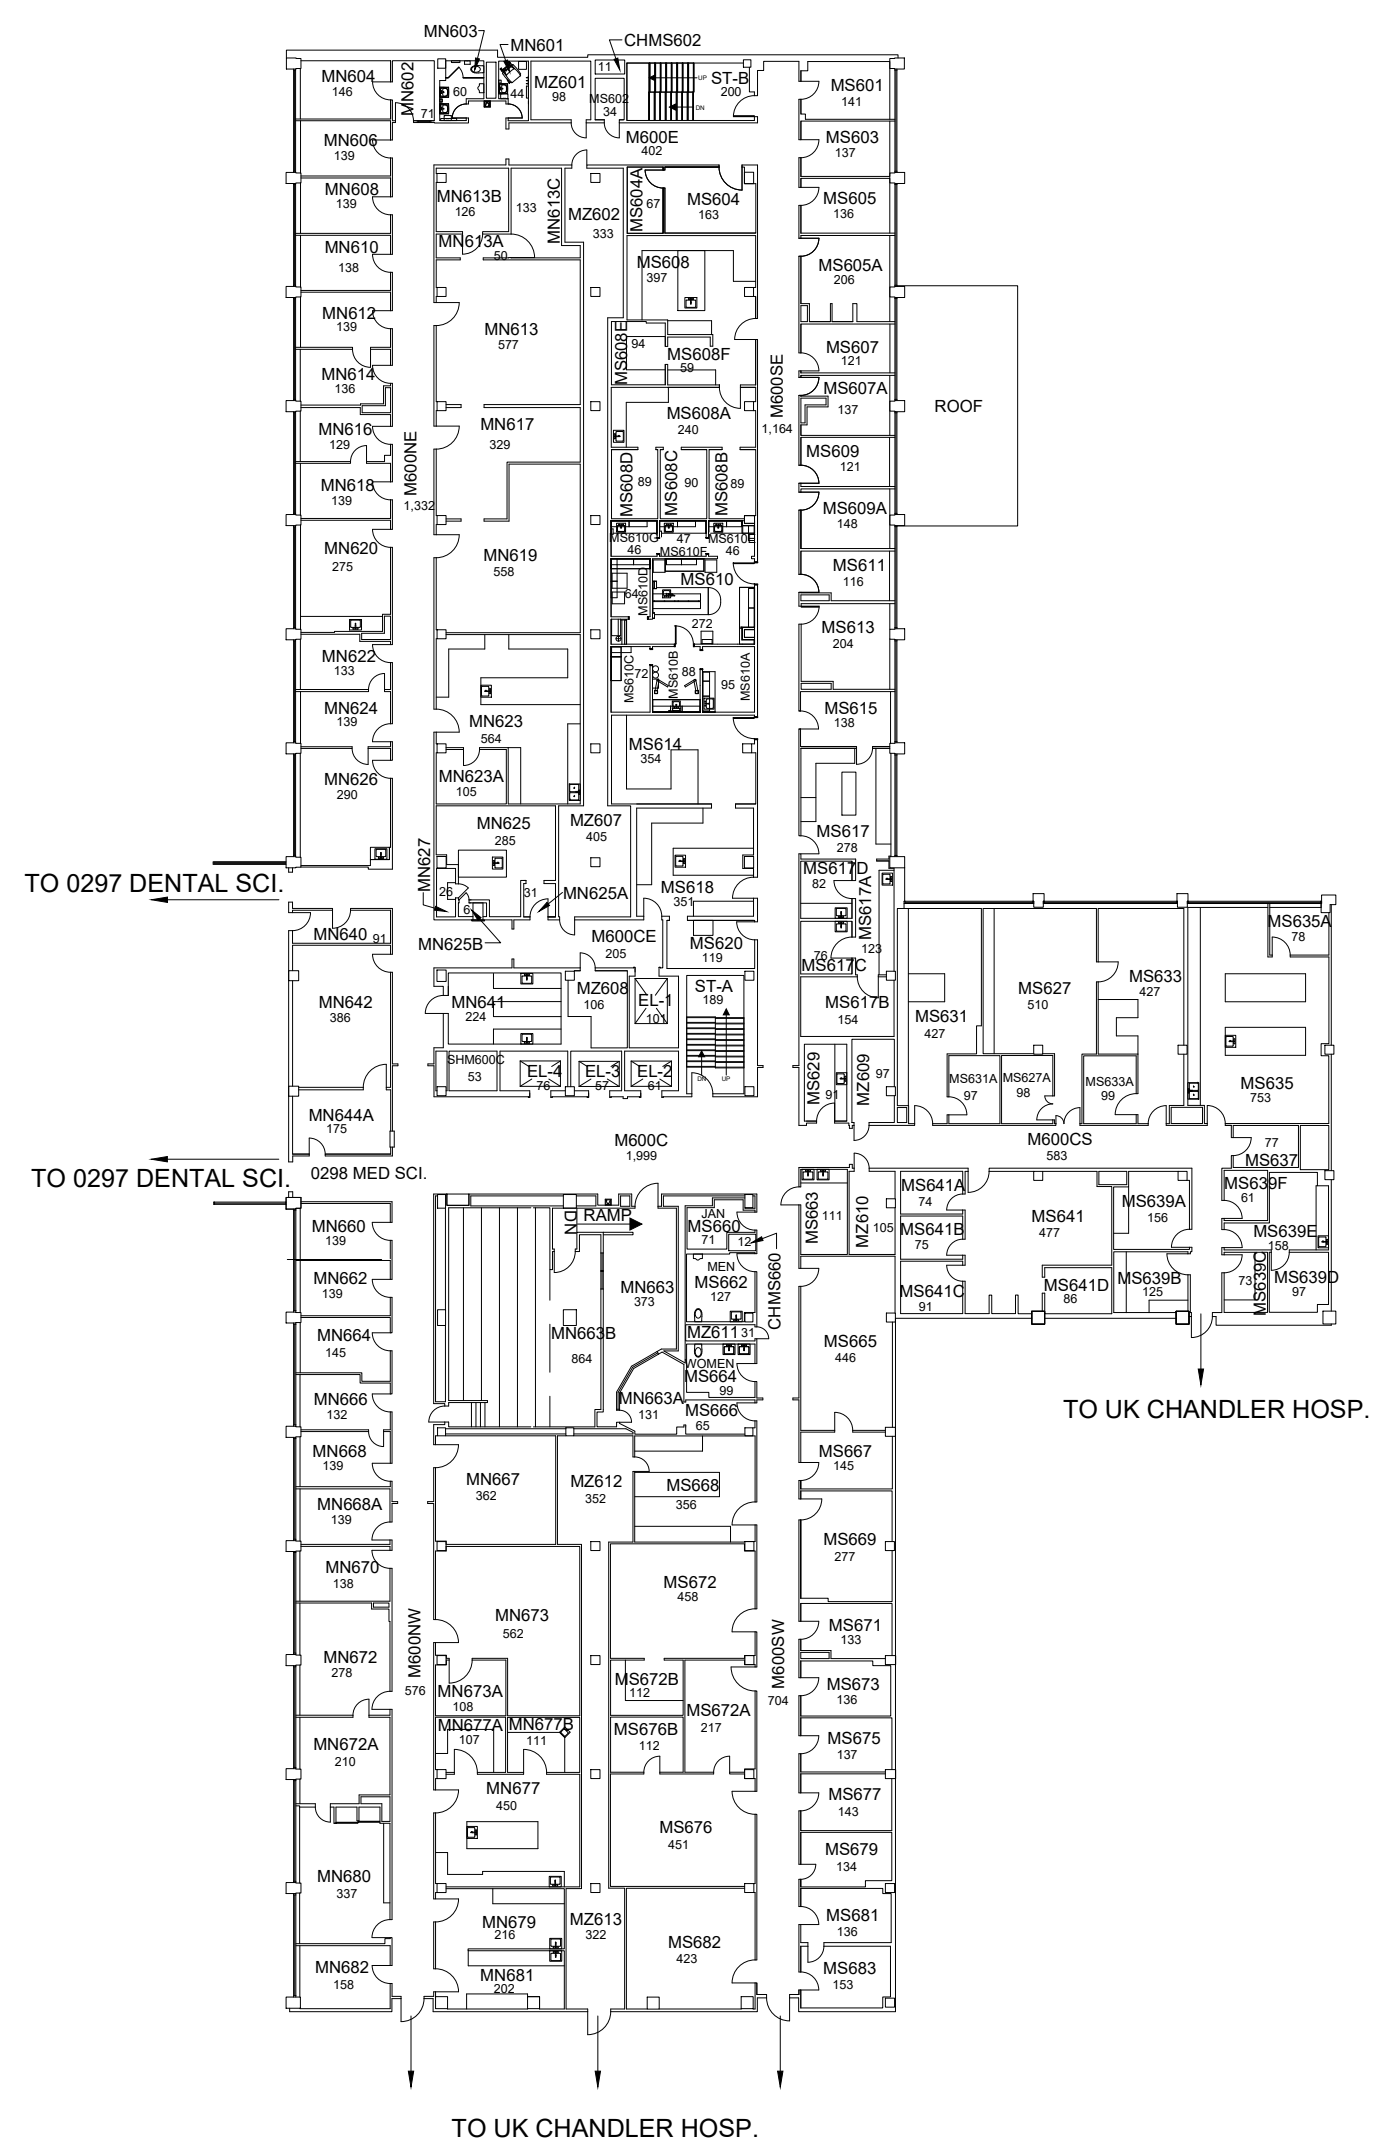 MN603
MN601
CHMS602
MN604
146
MN602
71
60
44
MZ601
98
11
MS602
34
UP
DN
ST-B
200
MS601
141
M600E
402
MN606
139
MS603
137
MN608
139
MN613B
126
133
MN613C
MZ602
333
MS604A
67
MS604
163
MS605
136
MN613A
50
MN610
138
MS608
397
MS605A
206
MN612
139
MN613
577
MS608E
94
MS608F
59
MS607
121
MN614
136
M600SE
1,164
MS607A
137
ROOF
MN616
129
MN617
329
MS608A
240
MS609
121
M600NE
1,332
MN618
139
MS608D
89
MS608C
90
MS608B
89
MS609A
148
MN620
275
MN619
558
MS610G
46
47
MS610F
MS610E
46
MS611
116
64
MS610D
MS610
272
MS613
204
MN622
133
MS610C
72
MS610B
88
95
MS610A
MN624
139
MN623
564
MS615
138
MN626
290
MN623A
105
MS614
354
MN625
285
MZ607
405
MS617
278
MN627
26
6
31
MN625A
MS618
351
MS617D
82
MS617A
123
TO 0297 DENTAL SCI.
MN640
91
MN625B
M600CE
205
MS620
119
76
MS617C
MS635A
78
MN642
386
MN641
224
MZ608
106
EL-1
101
ST-A
189
MS617B
154
MS631
427
MS627
510
MS633
427
SHM600C
53
EL-4
76
EL-3
57
EL-2
61
DN
UP
MS629
91
MZ609
97
MS631A
97
MS627A
98
MS633A
99
MS635
753
MN644A
175
M600C
1,999
M600CS
583
77
MS637
TO 0297 DENTAL SCI.
0298 MED SCI.
MN660
139
DN
RAMP
JAN
MS660
71
12
MS663
111
MZ610
105
MS641A
74
MS641
477
MS639A
156
MS639F
61
MS641B
75
MS639E
158
MN662
139
MN663
373
MEN
MS662
127
CHMS660
MS641C
91
MS641D
86
MS639B
125
73
MS639C
MS639D
97
MN664
145
MN663B
864
MZ611
31
MS665
446
WOMEN
MS664
99
MN666
132
MN663A
131
MS666
65
TO UK CHANDLER HOSP.
MN668
139
MN667
362
MZ612
352
MS668
356
MS667
145
MN668A
139
MS669
277
MN670
138
MN673
562
MS672
458
MS671
133
MN672
278
M600NW
576
MN673A
108
MS672B
112
MS672A
217
M600SW
704
MS673
136
MN672A
210
MN677A
107
MN677B
111
MS676B
112
MS675
137
MN677
450
MS676
451
MS677
143
MS679
134
MN680
337
MN679
216
MZ613
322
MS682
423
MS681
136
MN682
158
MN681
202
MS683
153
TO UK CHANDLER HOSP.